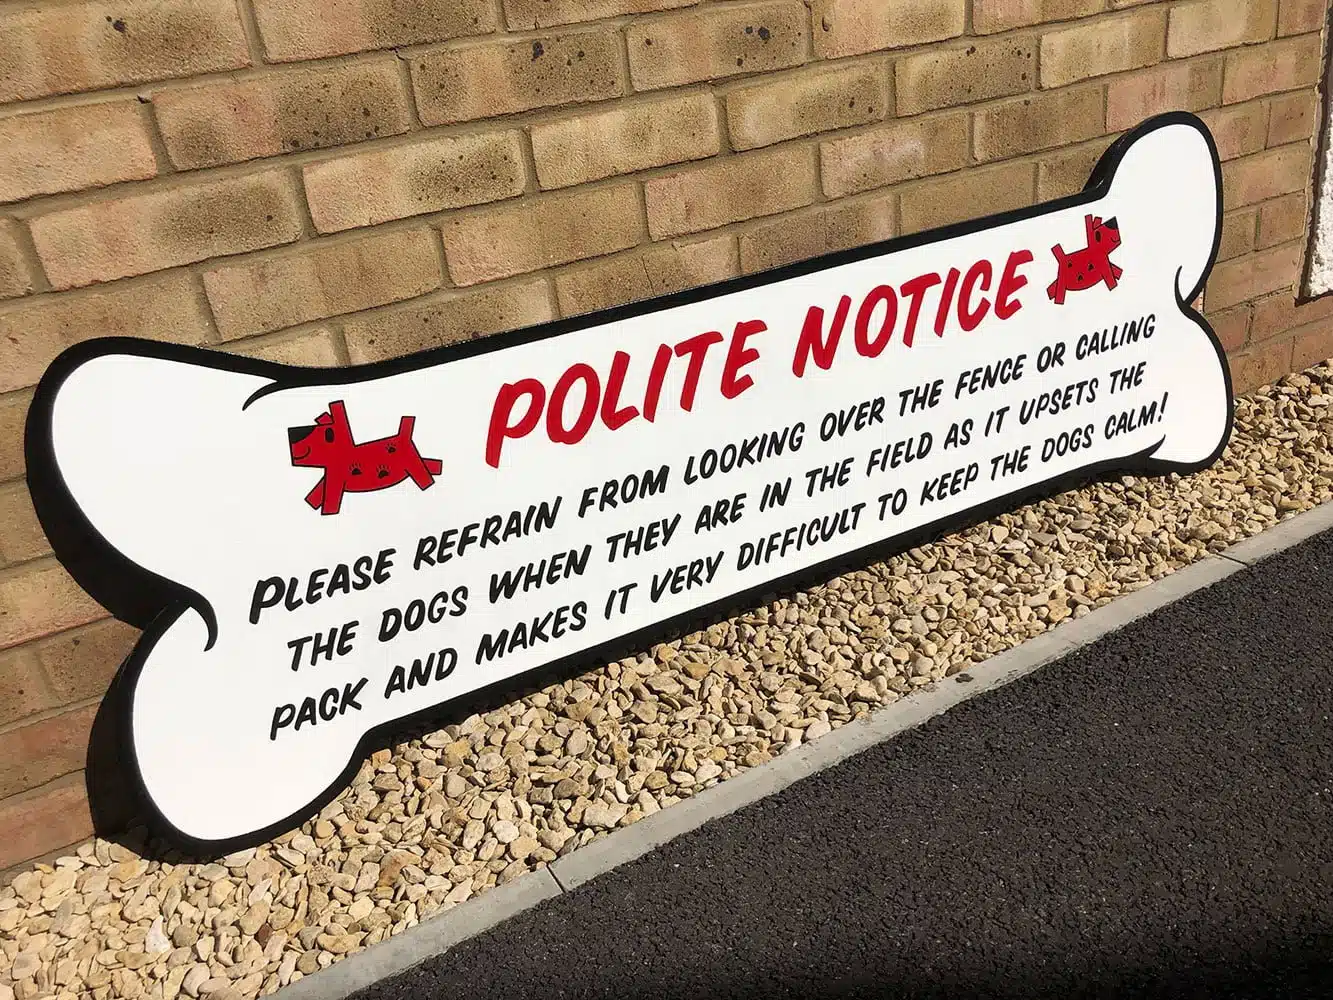 POLITE NOTICE
PLEASE REFRAIN FROM LOOKING OVER THE FENCE OR CALLING
THE DOGS WHEN THEY ARE IN THE FIELD AS IT UPSETS THE
PACK AND MAKES IT VERY DIFFICULT TO KEEP THE DOGS CALM!